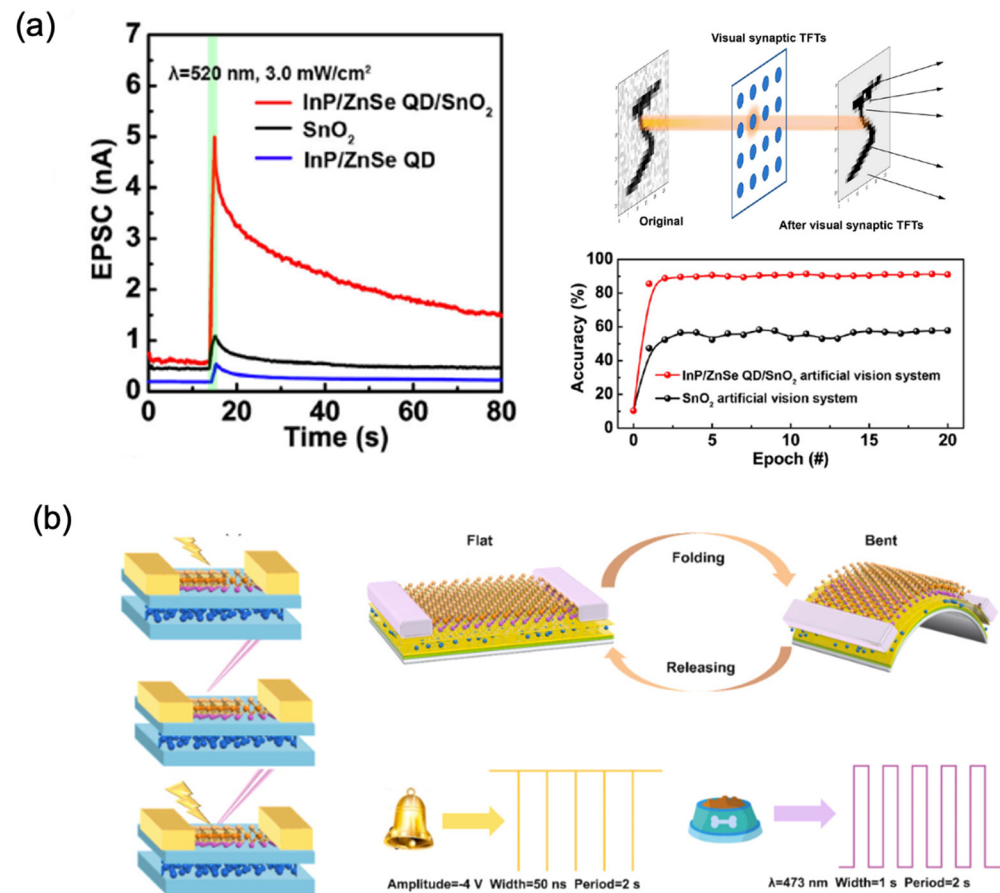 (a)
7
6
5
4
3
2
1
0
EPSC (nA)
λ=520 nm, 3.0 mW/cm²
InP/ZnSe QD/SnO₂
SnO₂
InP/ZnSe QD
0 20 40 60 80
Time (s)
Visual synaptic TFTs
Original
After visual synaptic TFTs
100
80
60
40
20
0
Accuracy (%)
InP/ZnSe QD/SnO₂ artificial vision system
SnO₂ artificial vision system
0 5 10 15 20
Epoch (#)
(b)
Flat
Folding
Bent
Releasing
Amplitude=-4 V Width=50 ns Period=2 s
λ=473 nm Width=1 s Period=2 s